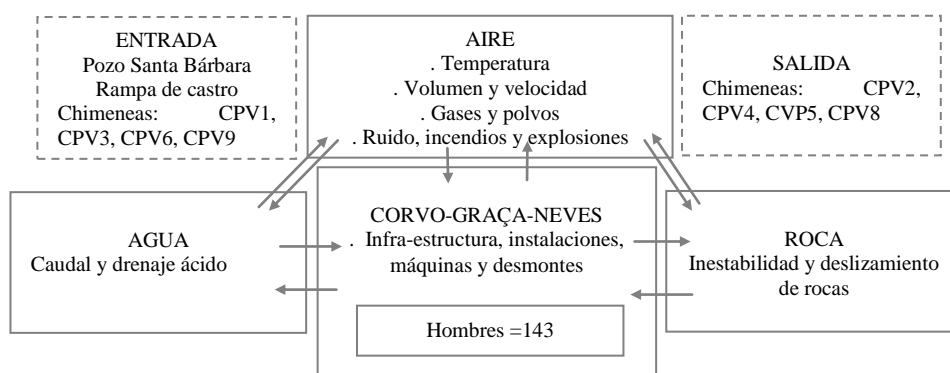 ENTRADA
Pozo Santa Bárbara
Rampa de castro
Chimeneas: CPV1,
CPV3, CPV6, CPV9
AIRE
. Temperatura
. Volumen y velocidad
. Gases y polvos
. Ruido, incendios y explosiones
SALIDA
Chimeneas: CPV2,
CPV4, CVP5, CPV8
AGUA
Caudal y drenaje ácido
CORVO-GRAÇA-NEVES
. Infra-estructura, instalaciones,
máquinas y desmontes
Hombres =143
ROCA
Inestabilidad y deslizamiento
de rocas